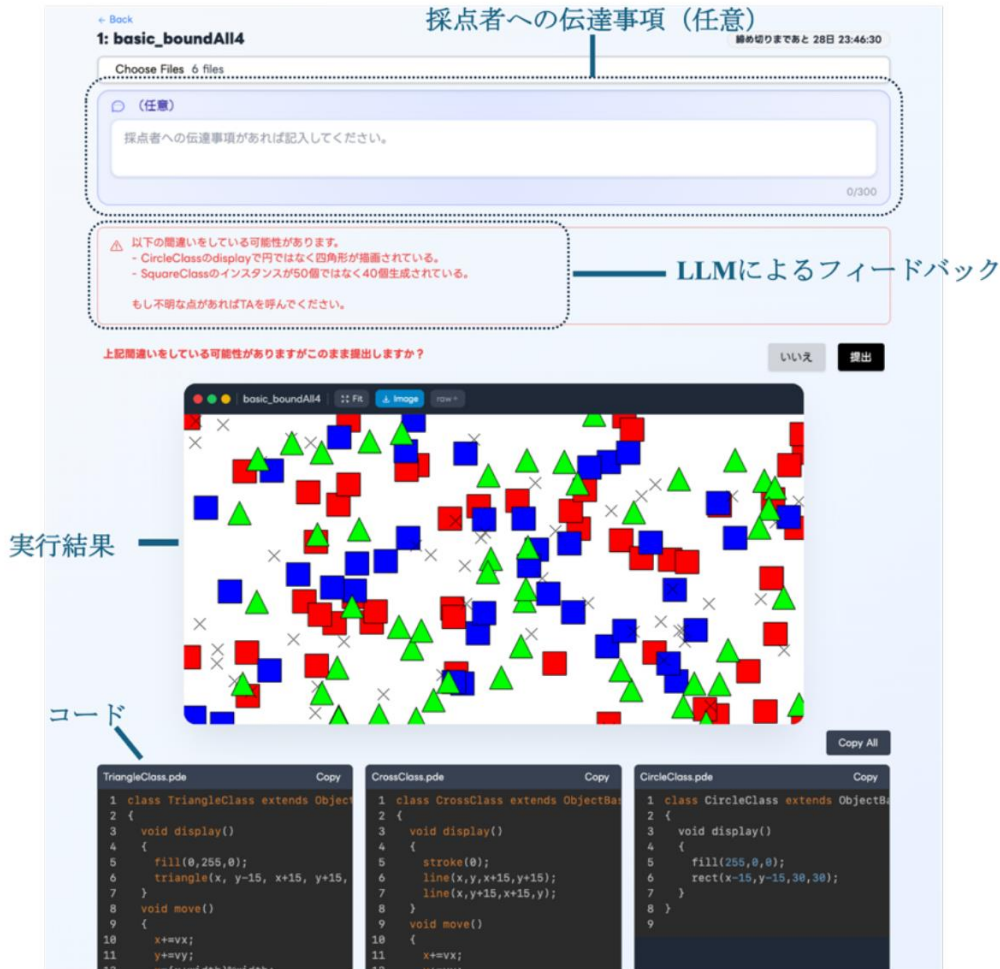 採点者への伝達事項（任意）
← Back
1: basic_boundAll4
締め切りまであと 28日 23:46:30
Choose Files 6 files
（任意）
採点者への伝達事項があれば記入してください。
0/300
以下の間違いをしている可能性があります。
- CircleClassのdisplayで円ではなく四角形が描画されている。
- SquareClassのインスタンスが50個ではなく40個生成されている。
もし不明な点があればTAを呼んでください。
LLMによるフィードバック
上記間違いをしている可能性がありますがこのまま提出しますか？
いいえ
提出
basic_boundAll4
Fit
Image
raw
実行結果
コード
Copy All
TriangleClass.pde Copy
1 class TriangleClass extends Object
2 {
3 void display()
4 {
5 fill(0,255,0);
6 triangle(x, y-15, x+15, y+15,
7 }
8 void move()
9 {
10 x+=vx;
11 y+=vy;
CrossClass.pde Copy
1 class CrossClass extends ObjectBa
2 {
3 void display()
4 {
5 stroke(0);
6 line(x,y,x+15,y+15);
7 line(x,y+15,x+15,y);
8 }
9 void move()
10 {
11 x+=vx;
CircleClass.pde Copy
1 class CircleClass extends ObjectBa
2 {
3 void display()
4 {
5 fill(255,0,0);
6 rect(x-15,y-15,30,30);
7 }
8 }
9